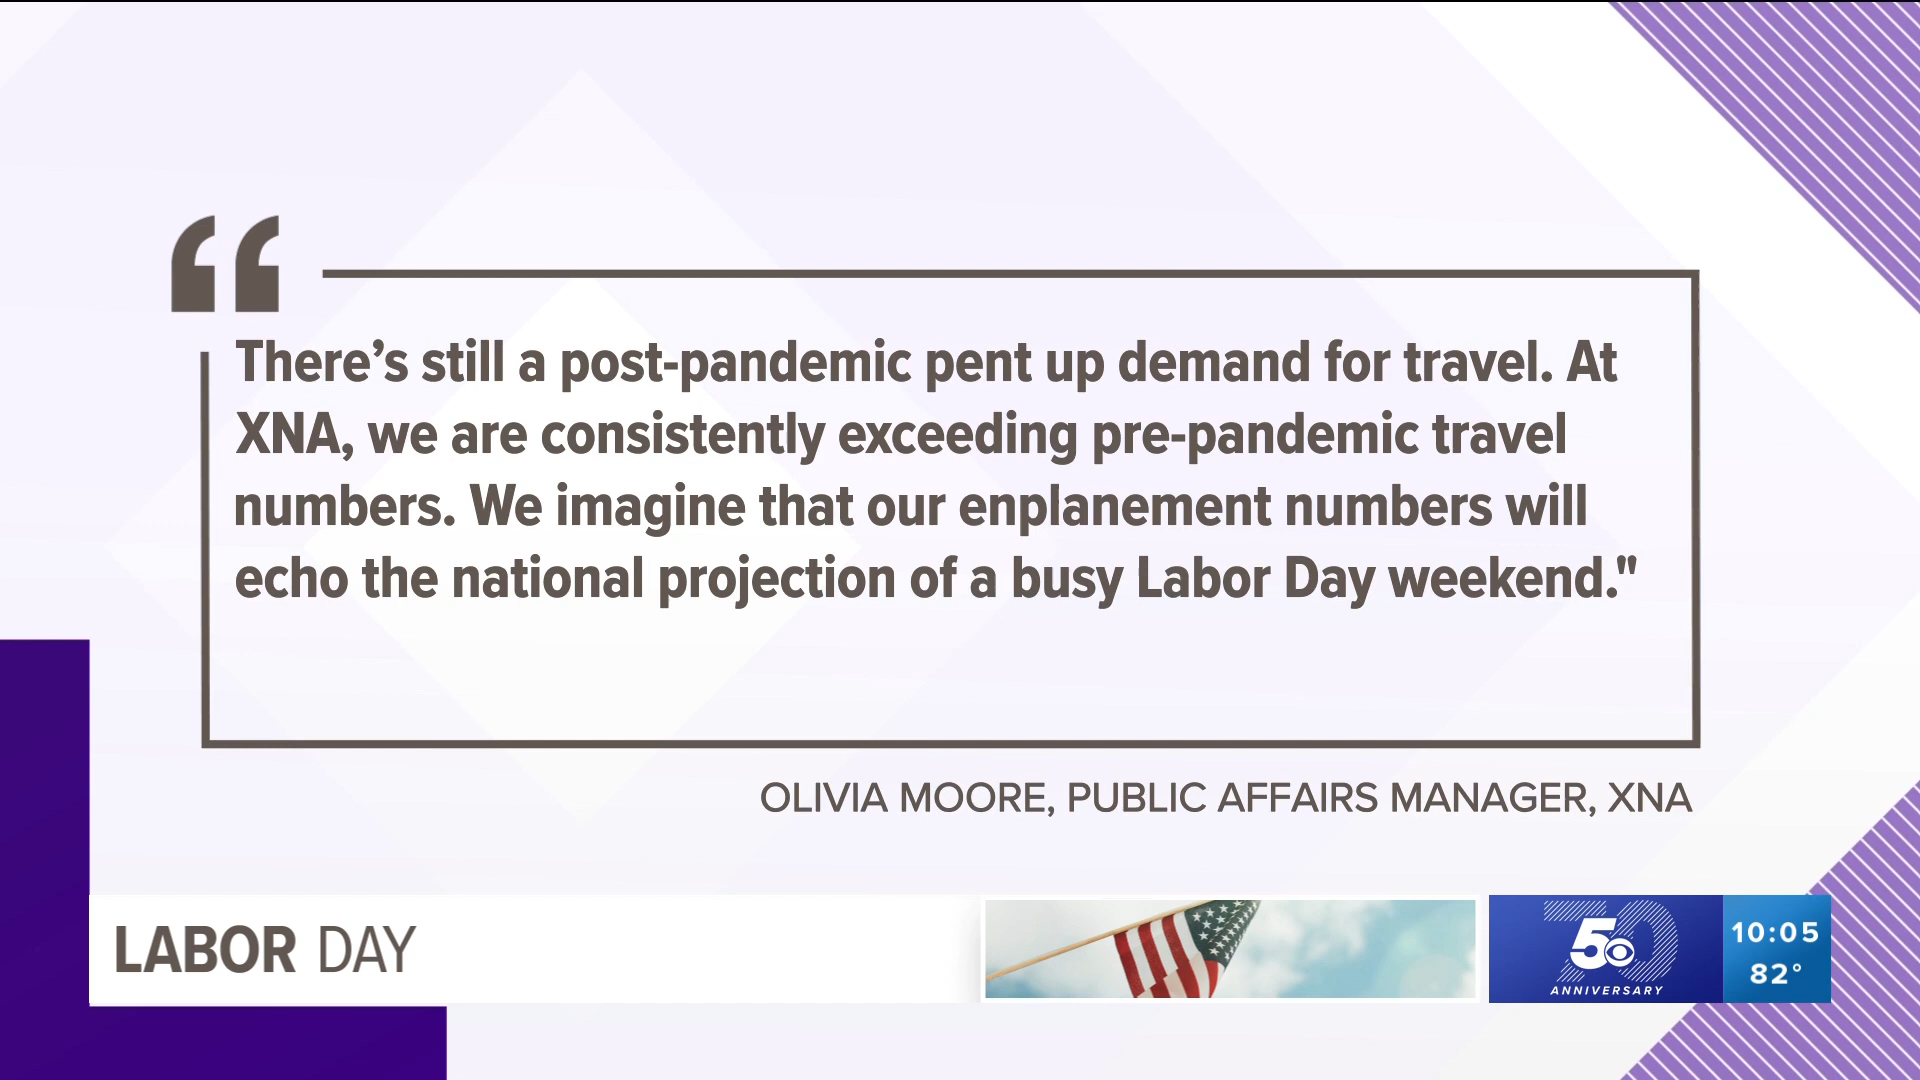 “
There’s still a post-pandemic pent up demand for travel. At
XNA, we are consistently exceeding pre-pandemic travel
numbers. We imagine that our enplanement numbers will
echo the national projection of a busy Labor Day weekend."
OLIVIA MOORE, PUBLIC AFFAIRS MANAGER, XNA
LABOR DAY
70
5
ANNIVERSARY
10:05
82°